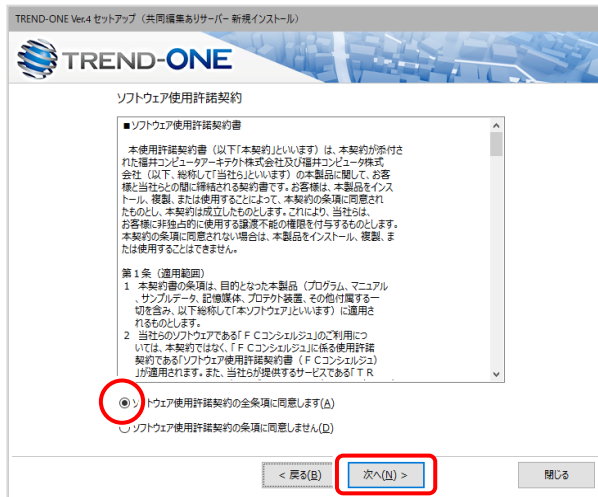 TREND-ONE Ver.4 セットアップ（共同編集ありサーバー 新規インストール）
TREND-ONE
ソフトウェア使用許諾契約
■ソフトウェア使用許諾契約書
本使用許諾契約書（以下「本契約」といいます）は、本契約が添付さ
れた福井コンピュータアーキテクト株式会社及び福井コンピュータ株式
会社（以下、総称して「当社ら」といいます）の本製品に関して、お客
様と当社らとの間に締結される契約書です。お客様は、本製品をインス
トール、複製、または使用することによって、本契約の条項に同意され
たものとし、本契約は成立したものとします。これにより、当社らは、
お客様に非独占的に使用する譲渡不能の権限を付与するものとします。
本契約の条項に同意されない場合は、本製品をインストール、複製、ま
たは使用することはできません。
第１条（適用範囲）
１ 本契約書の条項は、目的となった本製品（プログラム、マニュアル
、サンプルデータ、記憶媒体、プロテクト装置、その他付属する一
切を含み、以下総称して「本ソフトウェア」といいます）に適用さ
れるものとします。
２ 当社らのソフトウェアである「ＦＣコンシェルジュ」のご利用につ
いては、本契約ではなく、「ＦＣコンシェルジュ」に係る使用許諾
契約である「ソフトウェア使用許諾契約書（ＦＣコンシェルジュ）
」が適用されます。また、当社らが提供するサービスである「ＴＲ
ソフトウェア使用許諾契約の全条項に同意します(A)
ソフトウェア使用許諾契約の条項に同意しません(D)
< 戻る(B)
次へ(N) >
閉じる